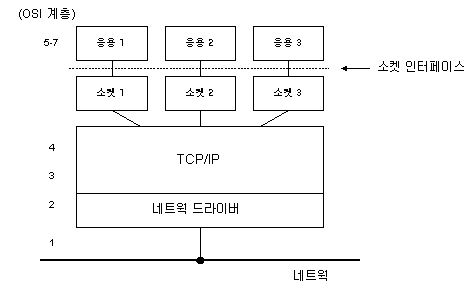 (OSI 계층)
5-7
응용 1
응용 2
응용 3
소켓 인터페이스
소켓 1
소켓 2
소켓 3
4
TCP/IP
3
2
네트웍 드라이버
1
네트웍